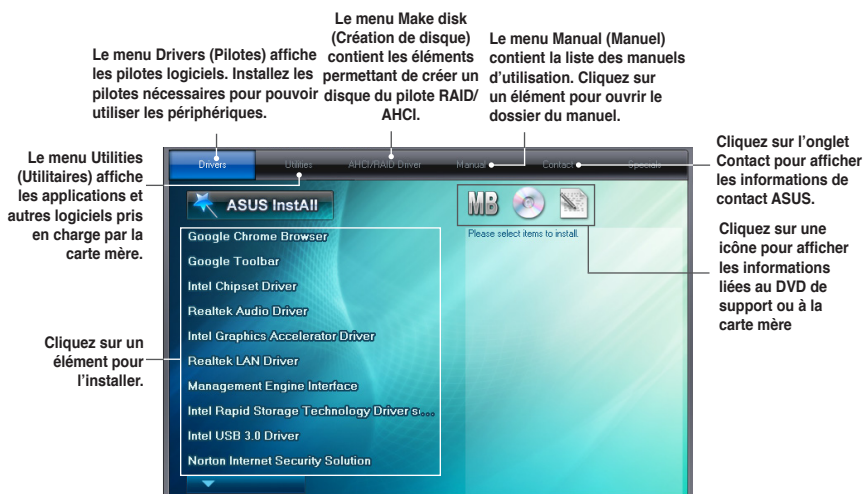 Le menu Drivers (Pilotes) affiche
les pilotes logiciels. Installez les
pilotes nécessaires pour pouvoir
utiliser les périphériques.
Le menu Make disk
(Création de disque)
contient les éléments
permettant de créer un
disque du pilote RAID/
AHCI.
Le menu Manual (Manuel)
contient la liste des manuels
d'utilisation. Cliquez sur
un élément pour ouvrir le
dossier du manuel.
Le menu Utilities
(Utilitaires) affiche
les applications et
autres logiciels pris
en charge par la
carte mère.
Drivers
Utilities
AHCI/RAID Driver
Manual
Contact
Specials
Cliquez sur l'onglet
Contact pour afficher
les informations de
contact ASUS.
ASUS InstAll
MB
Please select items to install.
Cliquez sur une
icône pour afficher
les informations
liées au DVD de
support ou à la
carte mère
Cliquez sur un
élément pour
l'installer.
Google Chrome Browser
Google Toolbar
Intel Chipset Driver
Realtek Audio Driver
Intel Graphics Accelerator Driver
Realtek LAN Driver
Management Engine Interface
Intel Rapid Storage Technology Driver s....
Intel USB 3.0 Driver
Norton Internet Security Solution